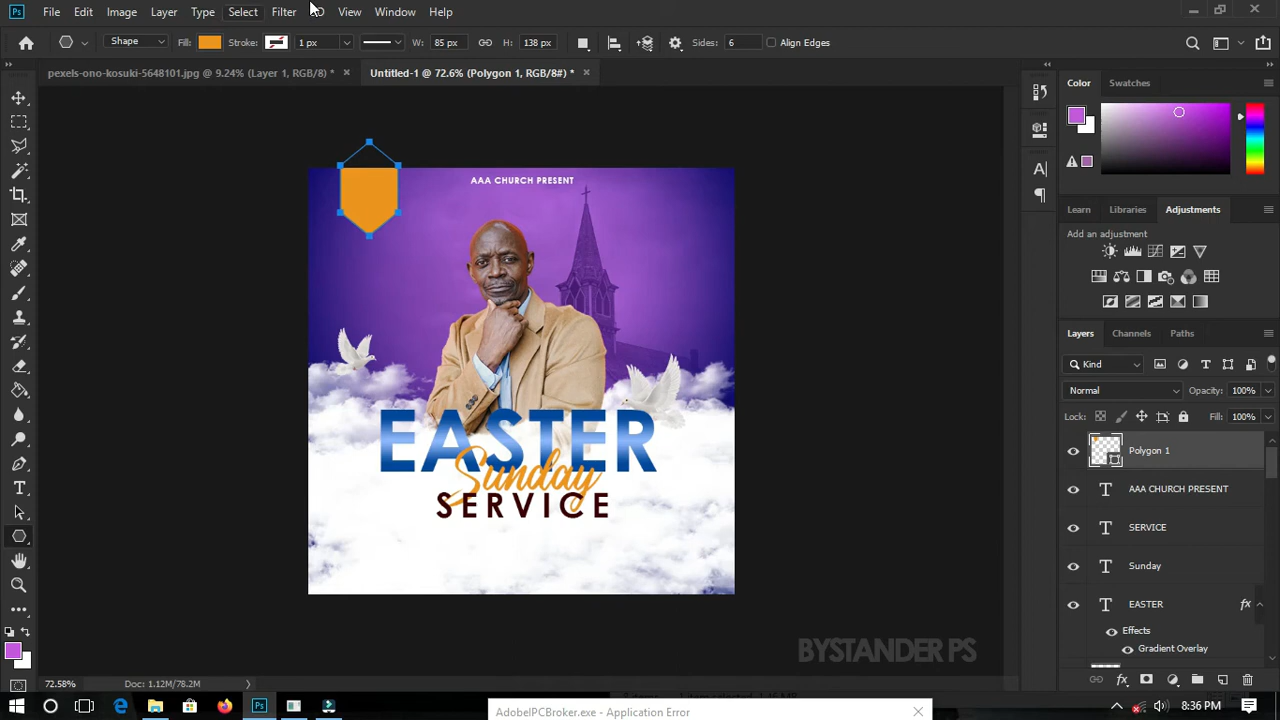 Ps File Edit Image Layer Type Select Filter 3D View Window Help
Shape Fill: Stroke: 1 px W: 85 px H: 138 px Sides: 6 Align Edges
pexels-ono-kosuki-5648101.jpg @ 9.24% (Layer 1, RGB/8) * × Untitled-1 @ 72.6% (Polygon 1, RGB/8#) * ×
Color Swatches
AAA CHURCH PRESENT
EASTER
Sunday
SERVICE
Learn Libraries Adjustments
Add an adjustment
Layers Channels Paths
Kind
Normal Opacity: 100%
Lock: Fill: 100%
Polygon 1
T AAA CHURCH PRESENT
T SERVICE
T Sunday
T EASTER fx
Effects
Gradient Overlay
BYSTANDER PS
72.58% Doc: 1.12M/78.2M
AdobeIPCBroker.exe - Application Error
8:36 PM